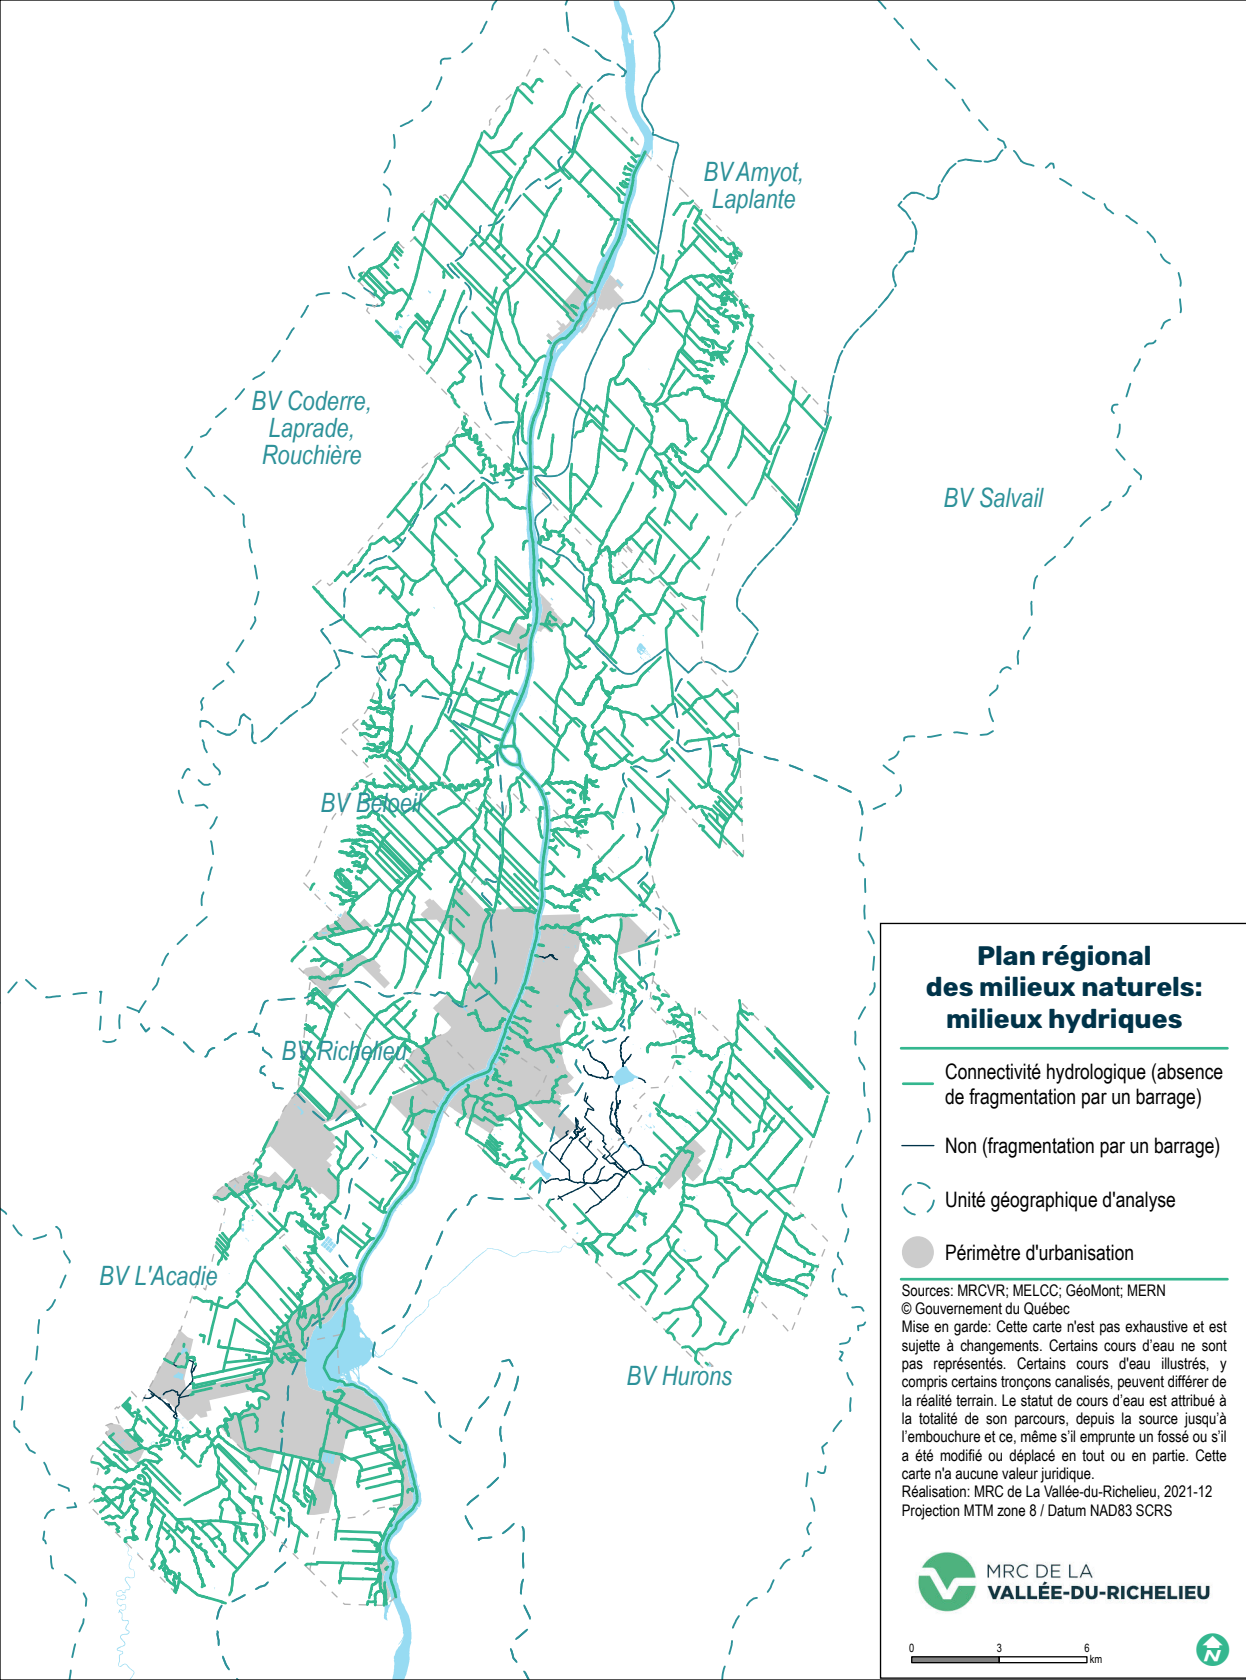 BV Amyot,
Laplante
BV Coderre,
Laprade,
Rouchière
BV Salvail
BV Beloeil
BV Richelieu
BV L'Acadie
BV Hurons
Plan régional
des milieux naturels:
milieux hydriques
Connectivité hydrologique (absence
de fragmentation par un barrage)
Non (fragmentation par un barrage)
Unité géographique d'analyse
Périmètre d'urbanisation
Sources: MRCVR; MELCC; GéoMont; MERN
© Gouvernement du Québec
Mise en garde: Cette carte n'est pas exhaustive et est
sujette à changements. Certains cours d’eau ne sont
pas représentés. Certains cours d'eau illustrés, y
compris certains tronçons canalisés, peuvent différer de
la réalité terrain. Le statut de cours d’eau est attribué à
la totalité de son parcours, depuis la source jusqu’à
l’embouchure et ce, même s’il emprunte un fossé ou s’il
a été modifié ou déplacé en tout ou en partie. Cette
carte n'a aucune valeur juridique.
Réalisation: MRC de La Vallée-du-Richelieu, 2021-12
Projection MTM zone 8 / Datum NAD83 SCRS
MRC DE LA
VALLÉE-DU-RICHELIEU
0 3 6
km
N